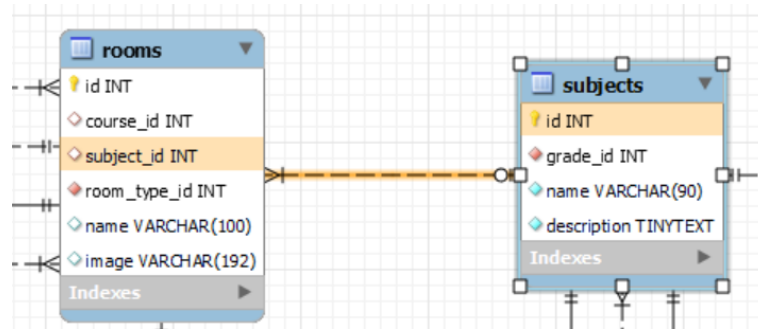 rooms
id INT
course_id INT
subject_id INT
room_type_id INT
name VARCHAR(100)
image VARCHAR(192)
Indexes
subjects
id INT
grade_id INT
name VARCHAR(90)
description TINYTEXT
Indexes